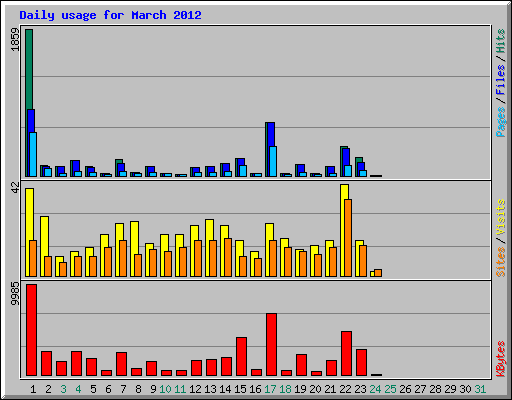 Daily usage for March 2012
1859
Pages / Files / Hits
42
Sites / Visits
9985
KBytes
1 2 3 4 5 6 7 8 9 10 11 12 13 14 15 16 17 18 19 20 21 22 23 24 25 26 27 28 29 30 31